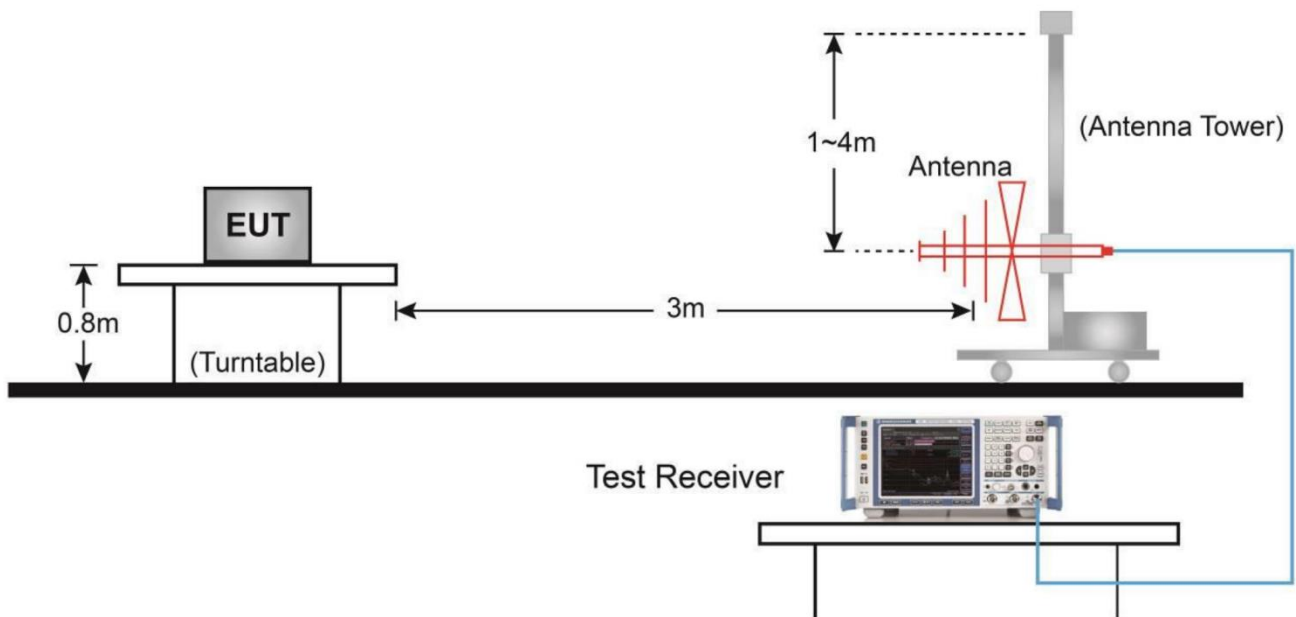 (Antenna Tower)
1~4m
Antenna
EUT
3m
0.8m
(Turntable)
Test Receiver